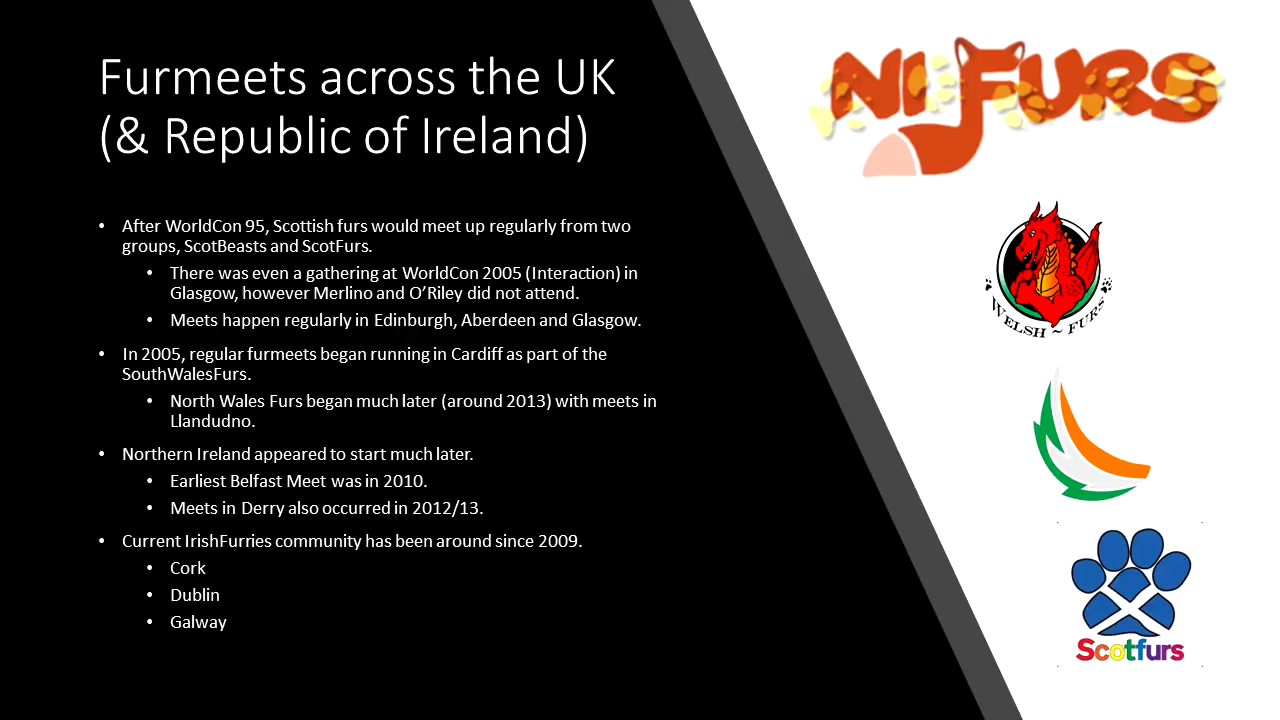 Furmeets across the UK
(& Republic of Ireland)
• After WorldCon 95, Scottish furs would meet up regularly from two
groups, ScotBeasts and ScotFurs.
• There was even a gathering at WorldCon 2005 (Interaction) in
Glasgow, however Merlino and O’Riley did not attend.
• Meets happen regularly in Edinburgh, Aberdeen and Glasgow.
• In 2005, regular furmeets began running in Cardiff as part of the
SouthWalesFurs.
• North Wales Furs began much later (around 2013) with meets in
Llandudno.
• Northern Ireland appeared to start much later.
• Earliest Belfast Meet was in 2010.
• Meets in Derry also occurred in 2012/13.
• Current IrishFurries community has been around since 2009.
• Cork
• Dublin
• Galway
NI FURS
WELSH ~ FURS
Scotfurs